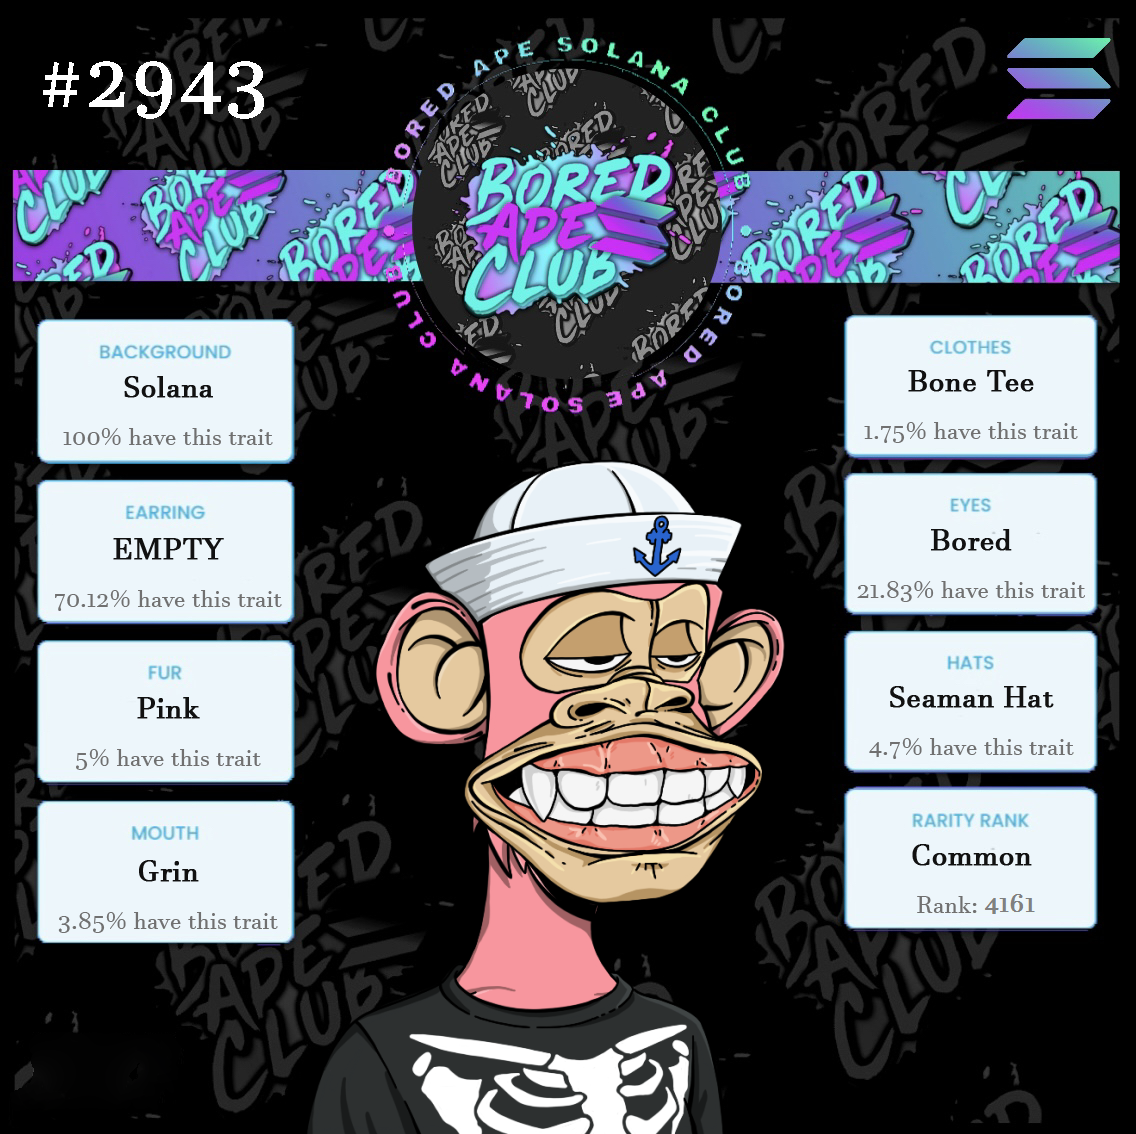 #2943
BORED APE SOLANA CLUB
BORED APE SOLANA CLUB
BORED
APE
CLUB
BACKGROUND
Solana
100% have this trait
EARRING
EMPTY
70.12% have this trait
FUR
Pink
5% have this trait
MOUTH
Grin
3.85% have this trait
CLOTHES
Bone Tee
1.75% have this trait
EYES
Bored
21.83% have this trait
HATS
Seaman Hat
4.7% have this trait
RARITY RANK
Common
Rank: 4161